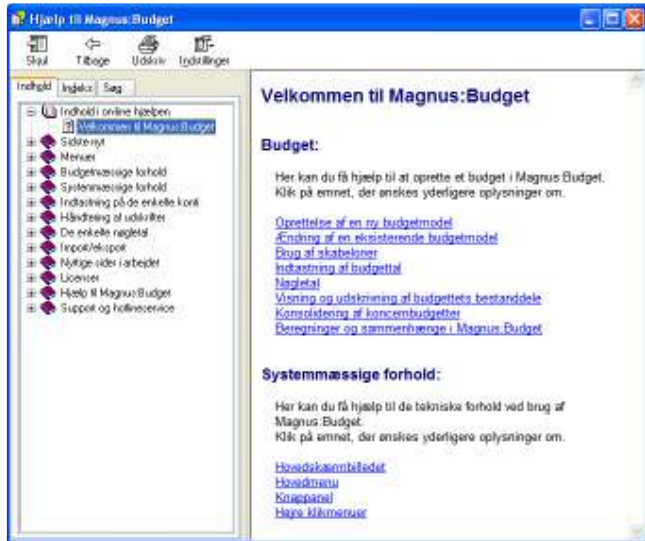 Hjælp til Magnus:Budget
Skjul
Tilbage
Udskriv
Indstillinger
Indhold
Indeks
Søg
Indhold i online hjælpen
Velkommen til Magnus:Budget
Sidste nyt
Menuer
Budgetmæssige forhold
Systemmæssige forhold
Indtastning på de enkelte konti
Håndtering af udskrifter
De enkelte nøgletal
Import/eksport
Nyttige sider i arbejdet
Licenser
Hjælp til Magnus:Budget
Support og hotlineservice
Velkommen til Magnus:Budget
Budget:
Her kan du få hjælp til at oprette et budget i Magnus:Budget.
Klik på emnet, der ønskes yderligere oplysninger om.
Oprettelse af en ny budgetmodel
Ændring af en eksisterende budgetmodel
Brug af skabeloner
Indtastning af budgettal
Nøgletal
Visning og udskrivning af budgettets bestanddele
Konsolidering af koncernbudgetter
Beregninger og sammenhænge i Magnus:Budget
Systemmæssige forhold:
Her kan du få hjælp til de tekniske forhold ved brug af
Magnus:Budget.
Klik på emnet, der ønskes yderligere oplysninger om.
Hovedskærmbilledet
Hovedmenu
Knappanel
Højre klikmenuer